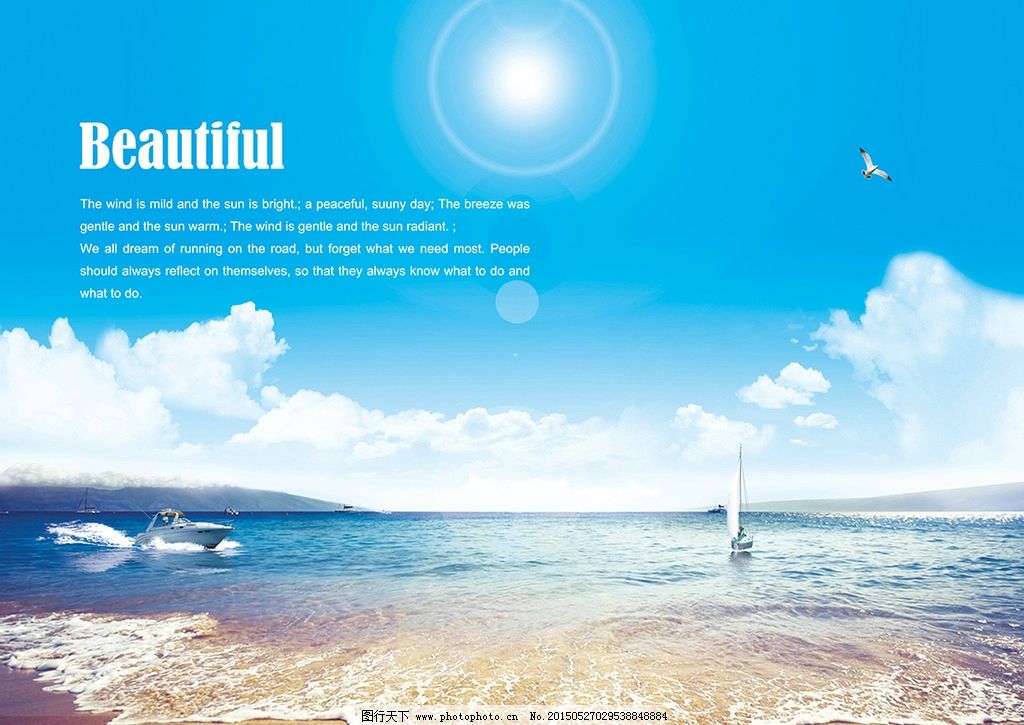 Beautiful
The wind is mild and the sun is bright.; a peaceful, suuny day; The breeze was
gentle and the sun warm.; The wind is gentle and the sun radiant. ;
We all dream of running on the road, but forget what we need most. People
should always reflect on themselves, so that they always know what to do and
what to do.
图行天下 www.photophoto.cn No.20150527029538848884